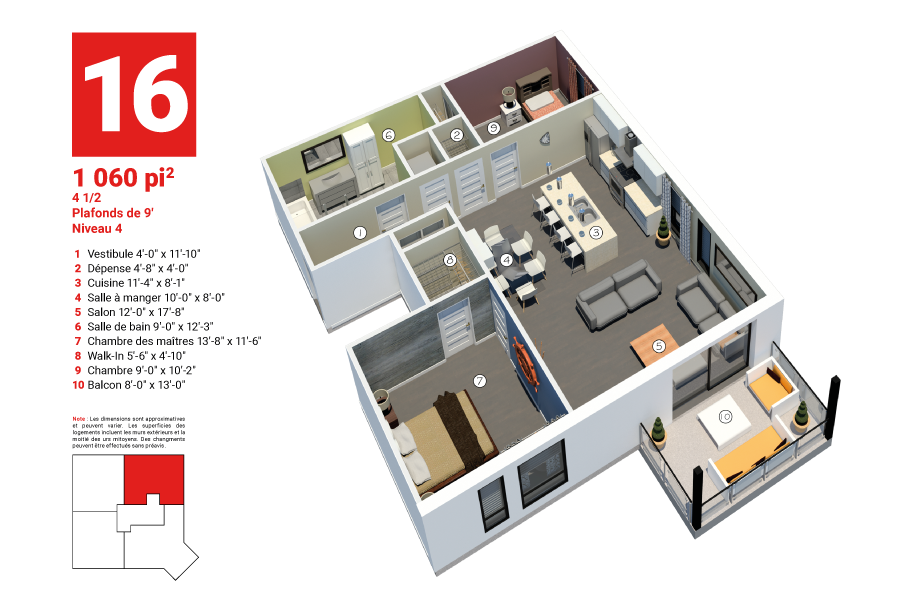 16
1 060 pi²
4 1/2
Plafonds de 9'
Niveau 4
1 Vestibule 4'-0" x 11'-10"
2 Dépense 4'-8" x 4'-0"
3 Cuisine 11'-4" x 8'-1"
4 Salle à manger 10'-0" x 8'-0"
5 Salon 12'-0" x 17'-8"
6 Salle de bain 9'-0" x 12'-3"
7 Chambre des maîtres 13'-8" x 11'-6"
8 Walk-In 5'-6" x 4'-10"
9 Chambre 9'-0" x 10'-2"
10 Balcon 8'-0" x 13'-0"
Note : Les dimensions sont approximatives
et peuvent varier. Les superficies des
logements incluent les murs extérieurs et la
moitié des urs mitoyens. Des changments
peuvent être effectués sans préavis.
9
6
2
1
3
8
4
5
7
10